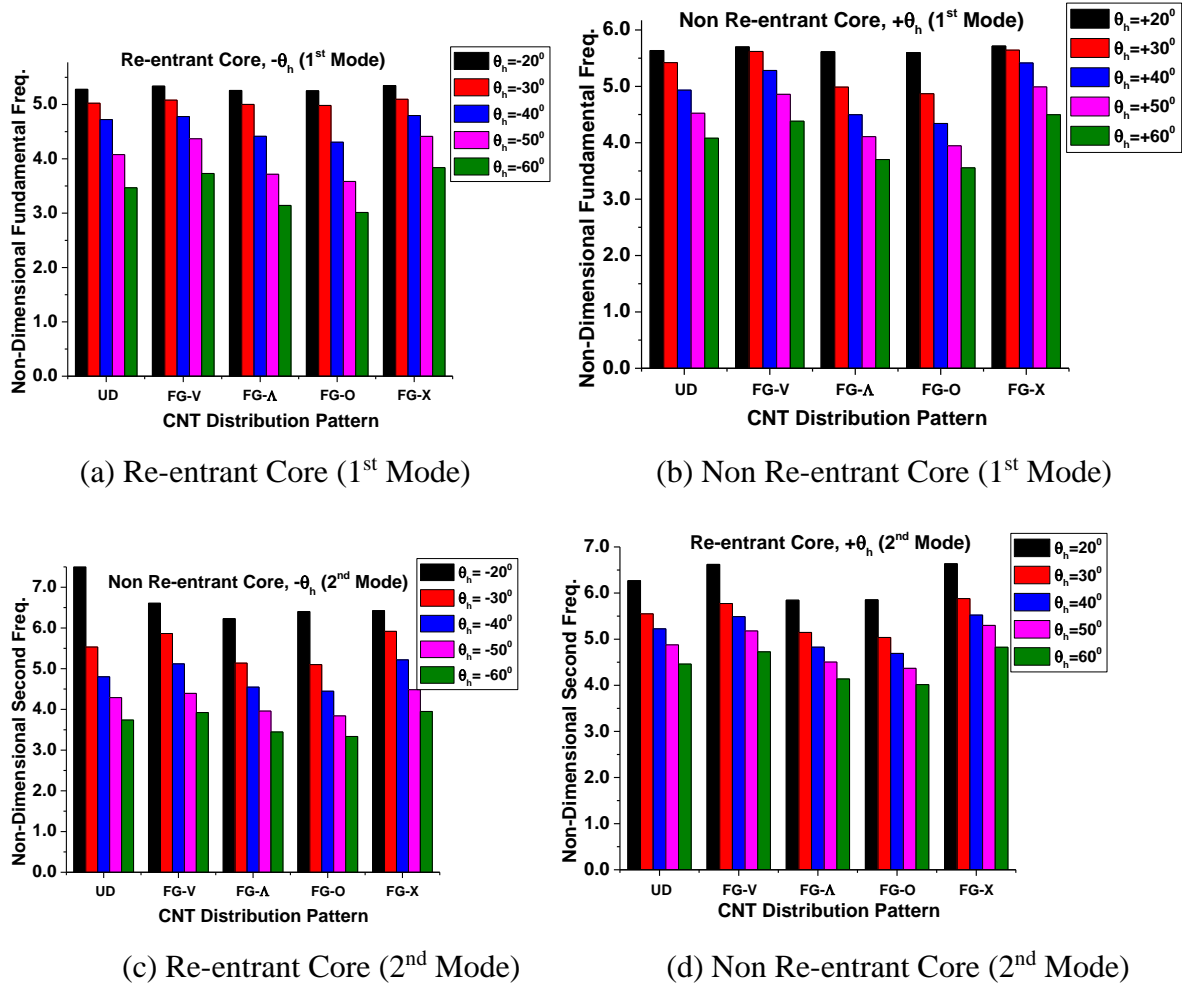 Re-entrant Core, -θₕ (1ˢᵗ Mode)
θₕ=-20⁰
θₕ=-30⁰
θₕ=-40⁰
θₕ=-50⁰
θₕ=-60⁰
Non-Dimensional Fundamental Freq.
5.0
4.0
3.0
2.0
1.0
0.0
UD FG-V FG-Λ FG-O FG-X
CNT Distribution Pattern
(a) Re-entrant Core (1ˢᵗ Mode)
Non Re-entrant Core, +θₕ (1ˢᵗ Mode)
θₕ=+20⁰
θₕ=+30⁰
θₕ=+40⁰
θₕ=+50⁰
θₕ=+60⁰
Non-Dimensional Fundamental Freq.
6.0
5.0
4.0
3.0
2.0
1.0
0.0
UD FG-V FG-Λ FG-O FG-X
CNT Distribution Pattern
(b) Non Re-entrant Core (1ˢᵗ Mode)
Non Re-entrant Core, -θₕ (2ⁿᵈ Mode)
θₕ= -20⁰
θₕ= -30⁰
θₕ= -40⁰
θₕ= -50⁰
θₕ= -60⁰
Non-Dimensional Second Freq.
7.0
6.0
5.0
4.0
3.0
2.0
1.0
0.0
UD FG-V FG-Λ FG-O FG-X
CNT Distribution Pattern
(c) Re-entrant Core (2ⁿᵈ Mode)
Re-entrant Core, +θₕ (2ⁿᵈ Mode)
θₕ=20⁰
θₕ=30⁰
θₕ=40⁰
θₕ=50⁰
θₕ=60⁰
Non-Dimensional Second Freq.
7.0
6.0
5.0
4.0
3.0
2.0
1.0
0.0
UD FG-V FG-Λ FG-O FG-X
CNT Distribution Pattern
(d) Non Re-entrant Core (2ⁿᵈ Mode)